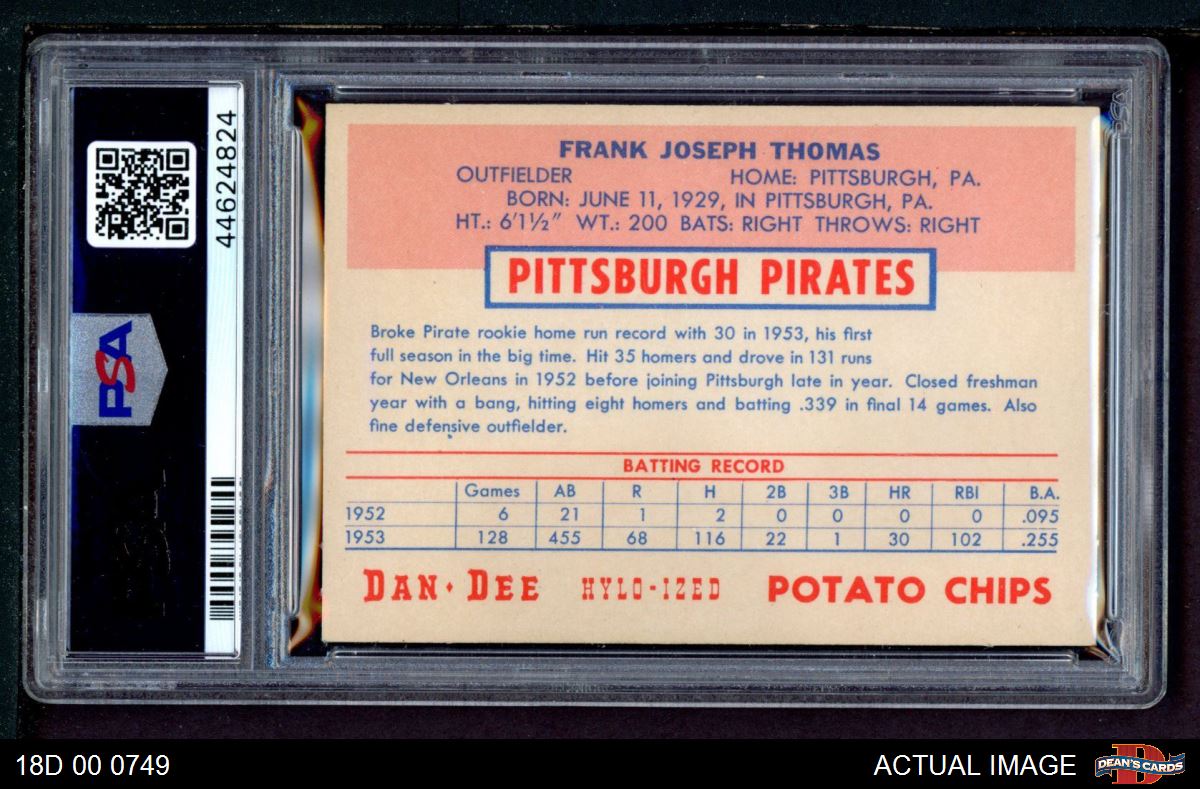 44624824
PSA
FRANK JOSEPH THOMAS
OUTFIELDER HOME: PITTSBURGH, PA.
BORN: JUNE 11, 1929, IN PITTSBURGH, PA.
HT.: 6'1½" WT.: 200 BATS: RIGHT THROWS: RIGHT
PITTSBURGH PIRATES
Broke Pirate rookie home run record with 30 in 1953, his first
full season in the big time. Hit 35 homers and drove in 131 runs
for New Orleans in 1952 before joining Pittsburgh late in year. Closed freshman
year with a bang, hitting eight homers and batting .339 in final 14 games. Also
fine defensive outfielder.
BATTING RECORD
Games AB R H 2B 3B HR RBI B.A.
1952 6 21 1 2 0 0 0 0 .095
1953 128 455 68 116 22 1 30 102 .255
DAN·DEE HYLO-IZED POTATO CHIPS
18D 00 0749
ACTUAL IMAGE
D DEAN'S CARDS